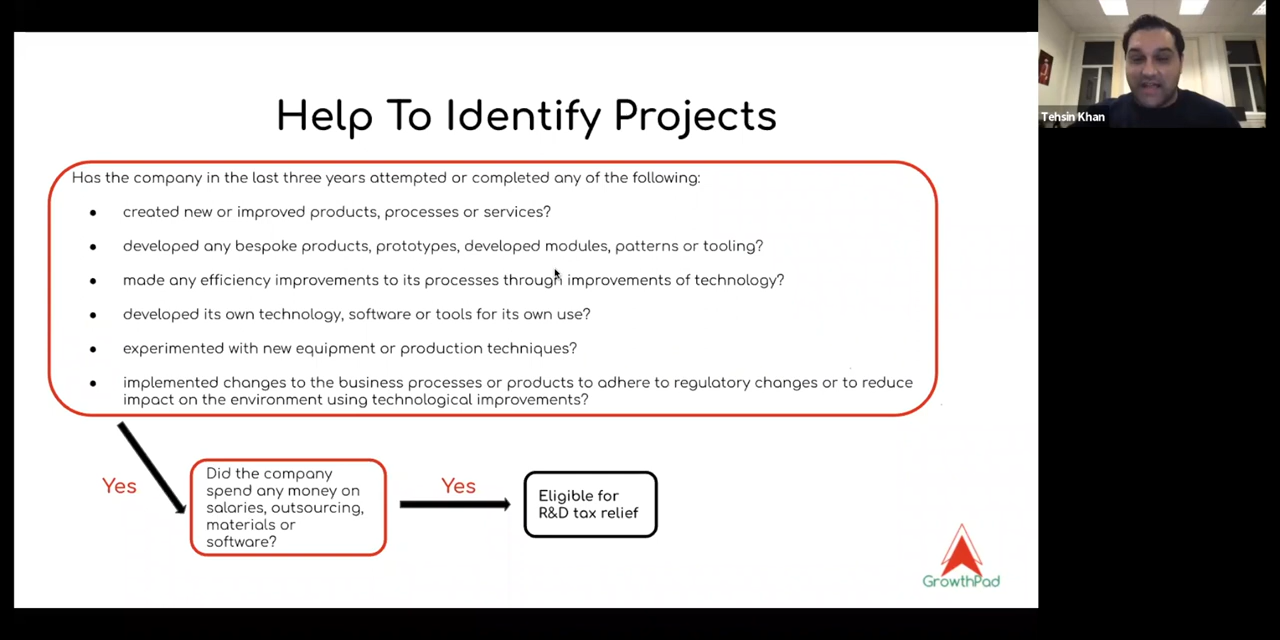 Help To Identify Projects
Tehsin Khan
Has the company in the last three years attempted or completed any of the following:
● created new or improved products, processes or services?
● developed any bespoke products, prototypes, developed modules, patterns or tooling?
● made any efficiency improvements to its processes through improvements of technology?
● developed its own technology, software or tools for its own use?
● experimented with new equipment or production techniques?
● implemented changes to the business processes or products to adhere to regulatory changes or to reduce
impact on the environment using technological improvements?
Yes
Did the company
spend any money on
salaries, outsourcing,
materials or
software?
Yes
Eligible for
R&D tax relief
GrowthPad